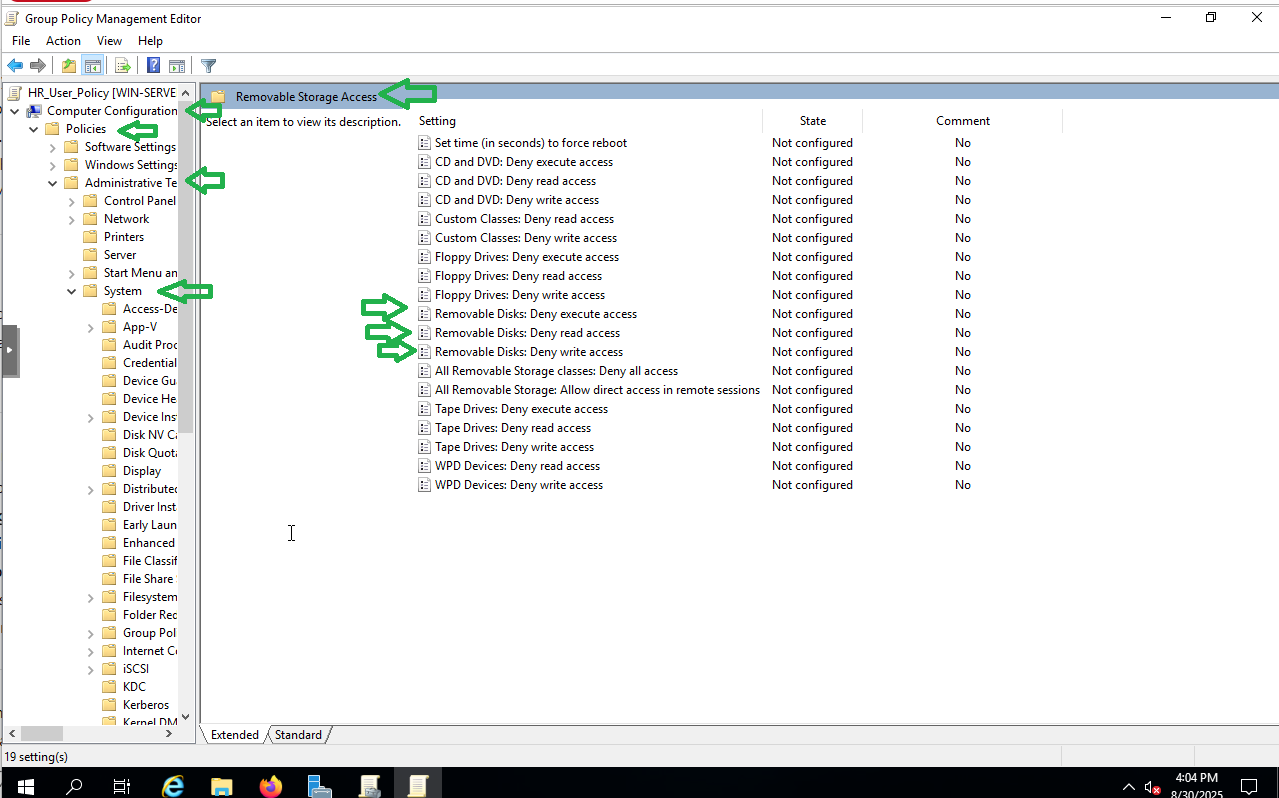 Group Policy Management Editor
File Action View Help
HR_User_Policy [WIN-SERVE
Computer Configuration
Policies
Software Settings
Windows Settings
Administrative Te
Control Panel
Network
Printers
Server
Start Menu an
System
Access-De
App-V
Audit Proc
Credential
Device Gu
Device He
Device Inst
Disk NV Ca
Disk Quota
Display
Distributed
Driver Inst
Early Laun
Enhanced
File Classif
File Share
Filesystem
Folder Red
Group Pol
Internet Co
iSCSI
KDC
Kerberos
Kernel DM
Removable Storage Access
Select an item to view its description.
Setting State Comment
Set time (in seconds) to force reboot Not configured No
CD and DVD: Deny execute access Not configured No
CD and DVD: Deny read access Not configured No
CD and DVD: Deny write access Not configured No
Custom Classes: Deny read access Not configured No
Custom Classes: Deny write access Not configured No
Floppy Drives: Deny execute access Not configured No
Floppy Drives: Deny read access Not configured No
Floppy Drives: Deny write access Not configured No
Removable Disks: Deny execute access Not configured No
Removable Disks: Deny read access Not configured No
Removable Disks: Deny write access Not configured No
All Removable Storage classes: Deny all access Not configured No
All Removable Storage: Allow direct access in remote sessions Not configured No
Tape Drives: Deny execute access Not configured No
Tape Drives: Deny read access Not configured No
Tape Drives: Deny write access Not configured No
WPD Devices: Deny read access Not configured No
WPD Devices: Deny write access Not configured No
Extended Standard
19 setting(s)
4:04 PM
8/30/2025